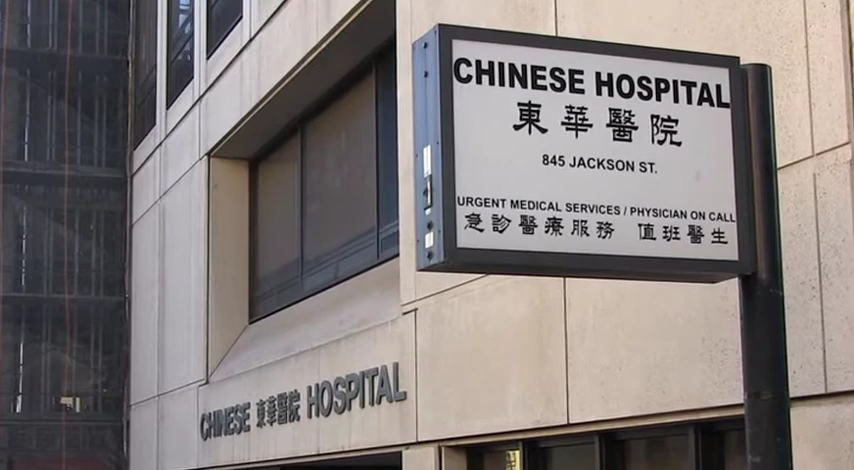 CHINESE HOSPITAL
東華醫院
845 JACKSON ST.
URGENT MEDICAL SERVICES / PHYSICIAN ON CALL
急診醫療服務 值班醫生
CHINESE 東華醫院 HOSPITAL